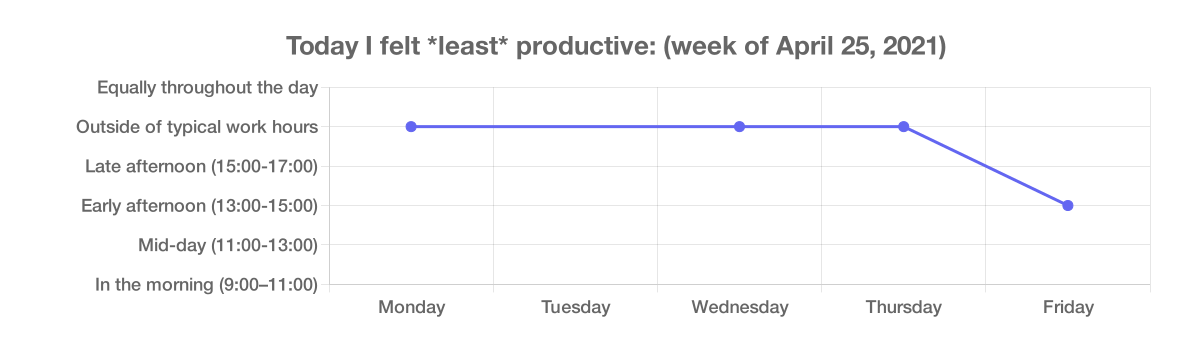 Today I felt *least* productive: (week of April 25, 2021)
Equally throughout the day
Outside of typical work hours
Late afternoon (15:00-17:00)
Early afternoon (13:00-15:00)
Mid-day (11:00-13:00)
In the morning (9:00–11:00)
Monday Tuesday Wednesday Thursday Friday